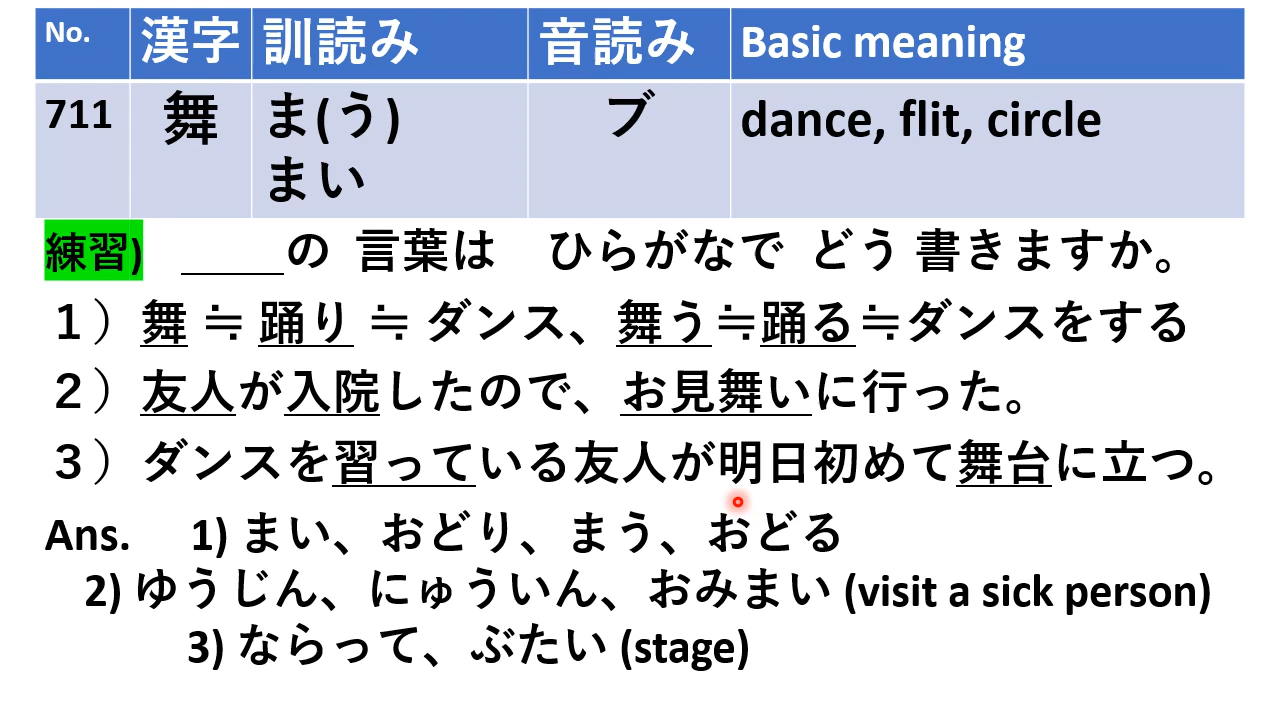 No. 漢字 訓読み 音読み Basic meaning
711 舞 ま(う) ブ dance, flit, circle
まい
練習) ____の 言葉は ひらがなで どう 書きますか。
１）舞 ≒ 踊り ≒ ダンス、舞う≒踊る≒ダンスをする
２）友人が入院したので、お見舞いに行った。
３）ダンスを習っている友人が明日初めて舞台に立つ。
Ans. 1) まい、おどり、まう、おどる
2) ゆうじん、にゅういん、おみまい (visit a sick person)
3) ならって、ぶたい (stage)